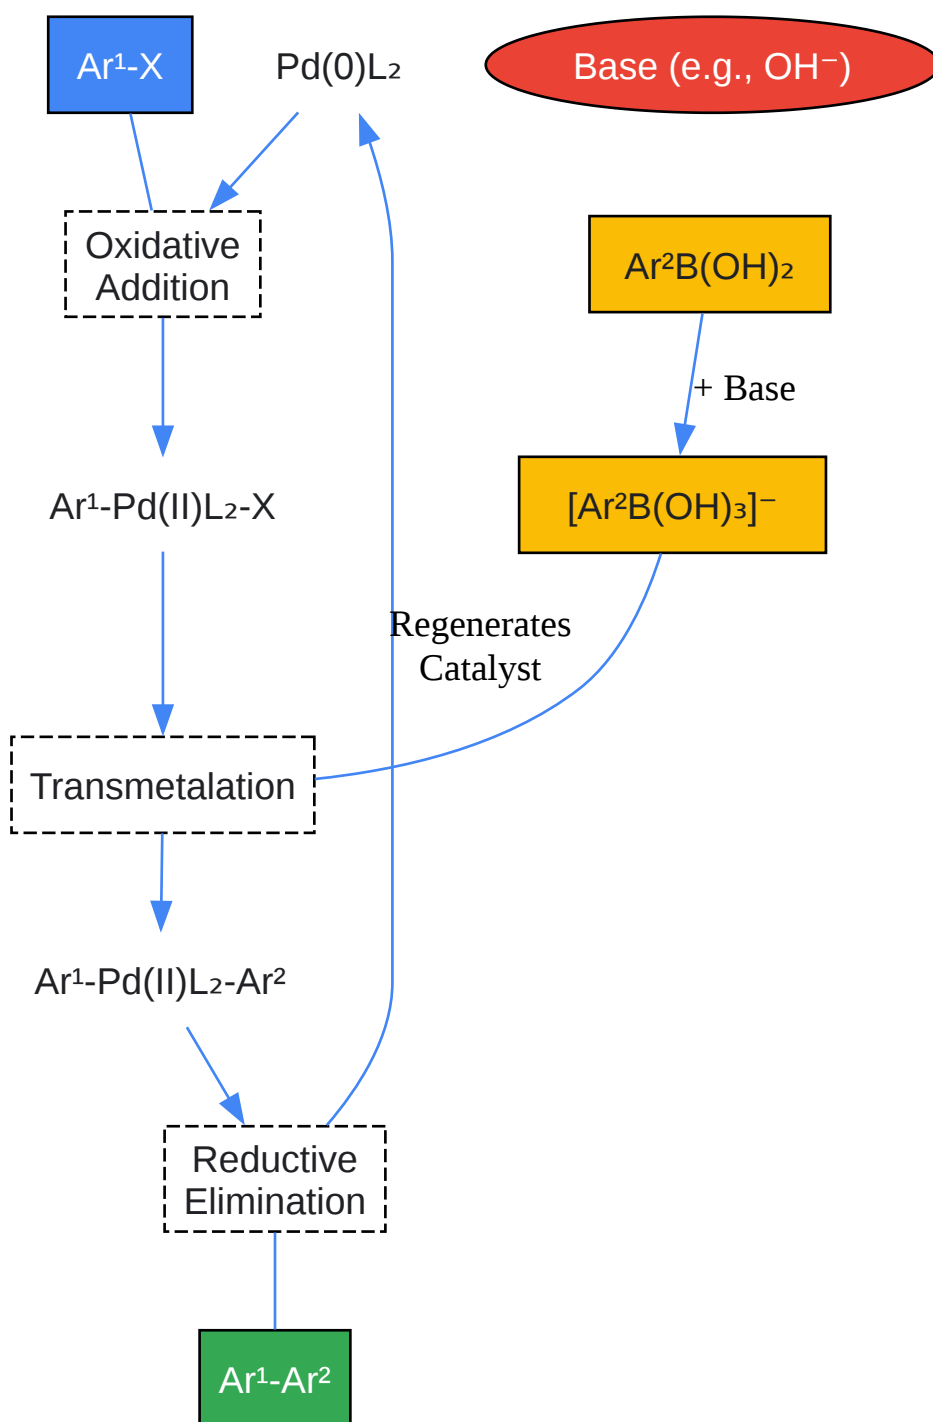 Ar¹-X
Pd(0)L₂
Base (e.g., OH⁻)
Oxidative
Addition
Ar²B(OH)₂
+ Base
Ar¹-Pd(II)L₂-X
[Ar²B(OH)₃]⁻
Regenerates
Catalyst
Transmetalation
Ar¹-Pd(II)L₂-Ar²
Reductive
Elimination
Ar¹-Ar²